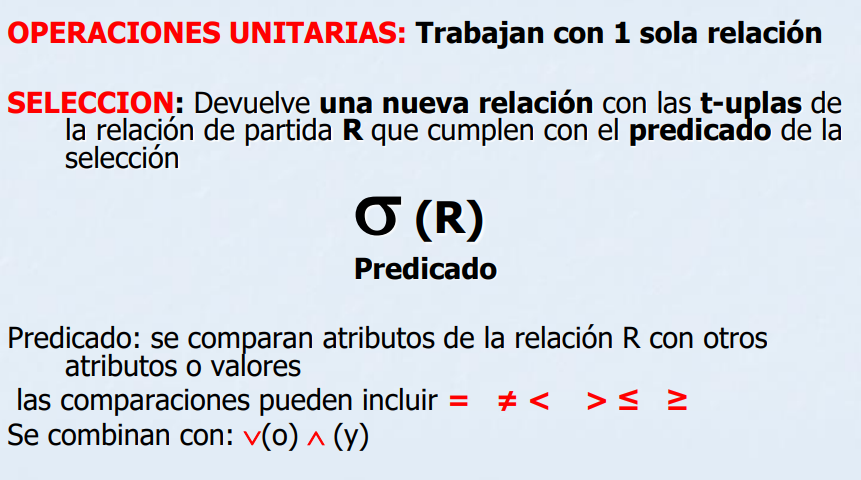 OPERACIONES UNITARIAS: Trabajan con 1 sola relación
SELECCION: Devuelve una nueva relación con las t-uplas de
la relación de partida R que cumplen con el predicado de la
selección
σ (R)
Predicado
Predicado: se comparan atributos de la relación R con otros
atributos o valores
las comparaciones pueden incluir = ≠ < > ≤ ≥
Se combinan con: ∨(o) ∧ (y)